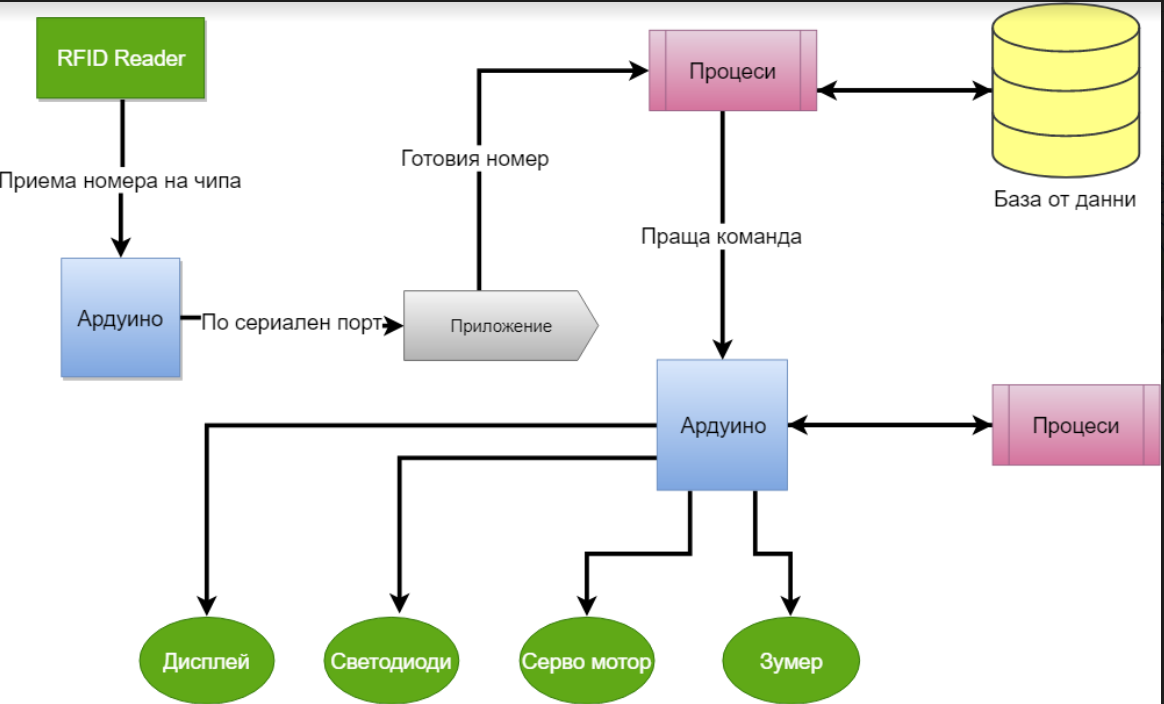 RFID Reader
Процеси
Готовия номер
Приема номера на чипа
База от данни
Праща команда
Ардуино
По сериален порт
Приложение
Ардуино
Процеси
Дисплей
Светодиоди
Серво мотор
Зумер